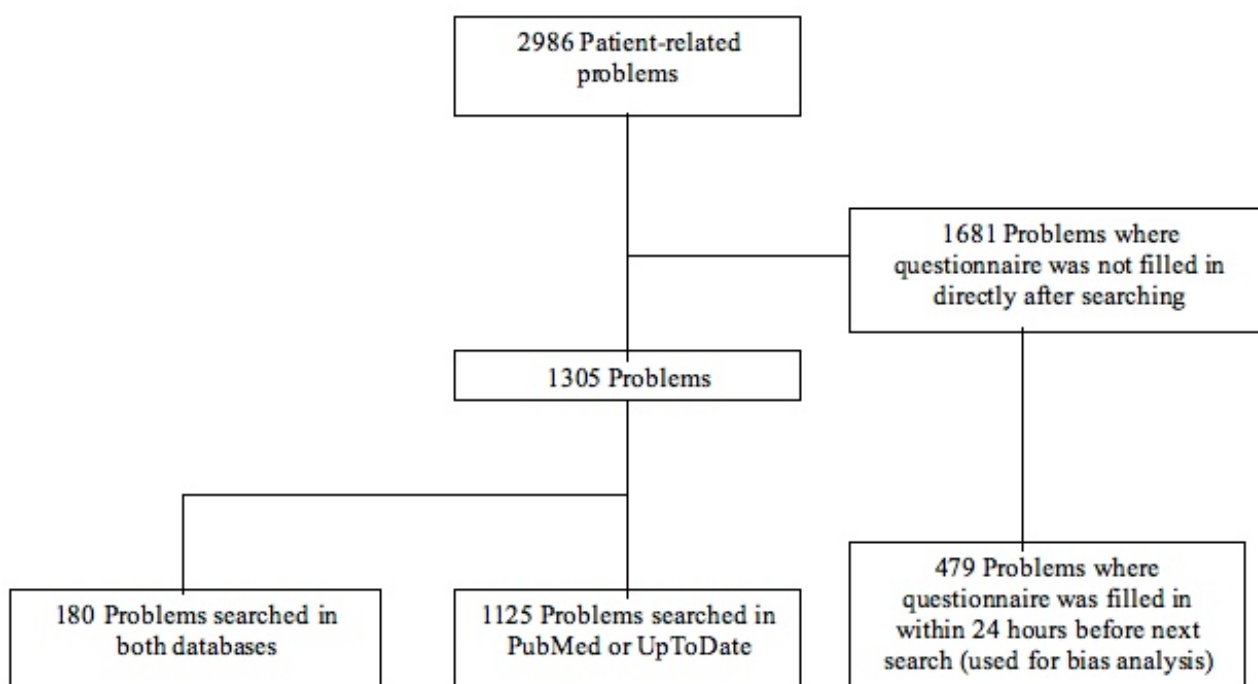 2986 Patient-related
problems
1681 Problems where
questionnaire was not filled in
directly after searching
1305 Problems
180 Problems searched in
both databases
1125 Problems searched in
PubMed or UpToDate
479 Problems where
questionnaire was filled in
within 24 hours before next
search (used for bias analysis)